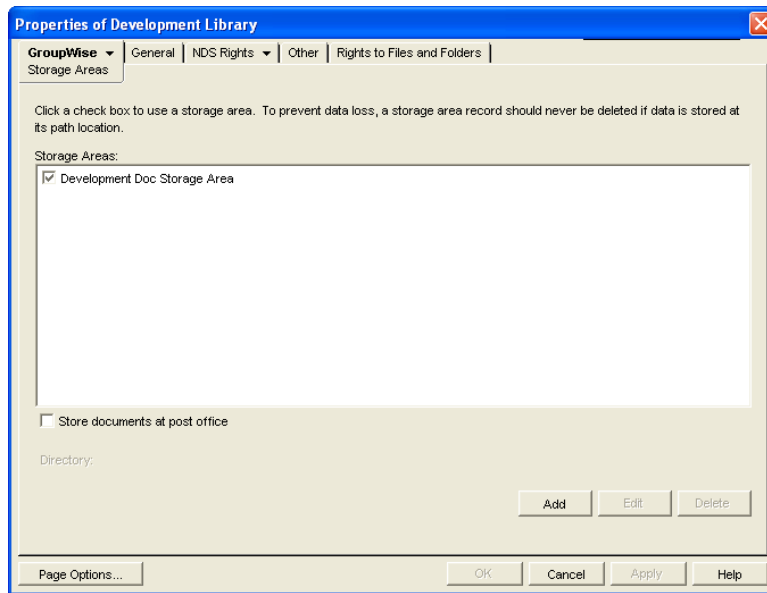 Properties of Development Library
GroupWise General NDS Rights Other Rights to Files and Folders
Storage Areas
Click a check box to use a storage area. To prevent data loss, a storage area record should never be deleted if data is stored at
its path location.
Storage Areas:
Development Doc Storage Area
Store documents at post office
Directory:
Add Edit Delete
Page Options... OK Cancel Apply Help